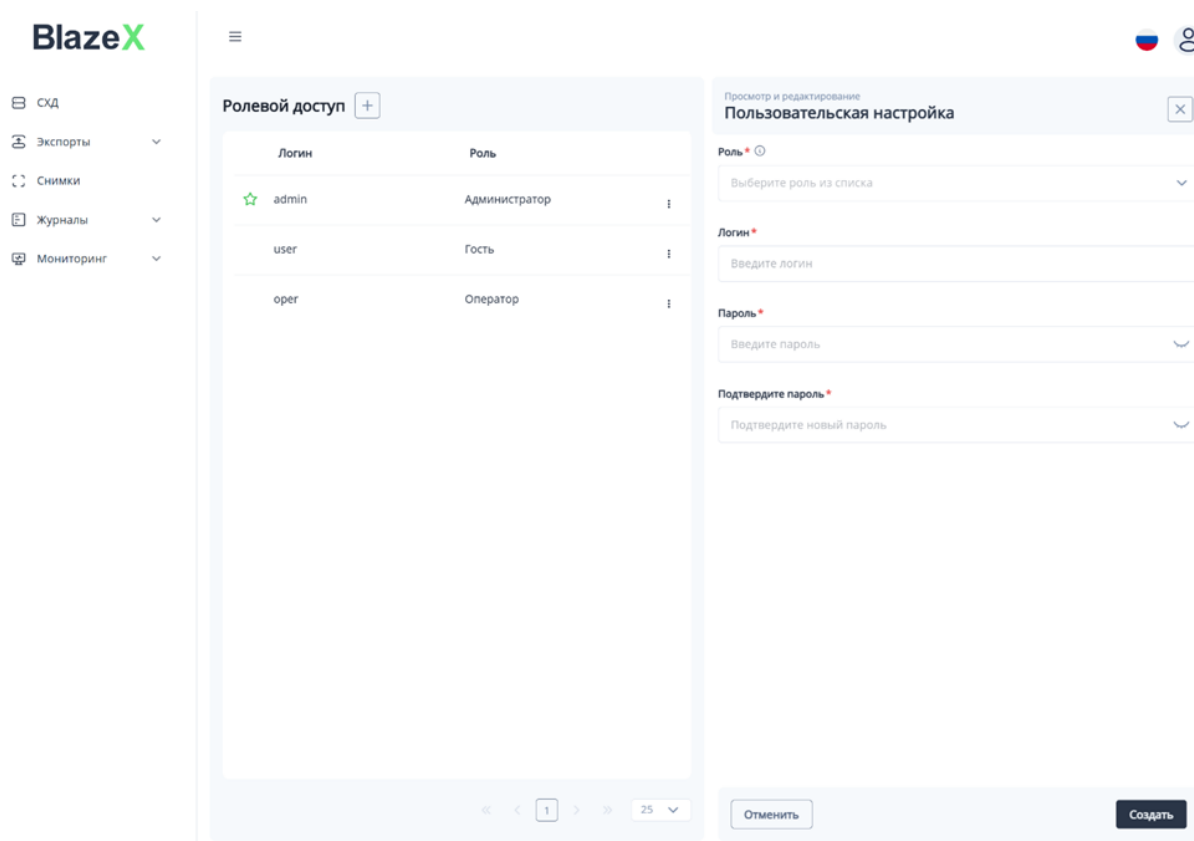 BlazeX
СХД
Экспорты
Снимки
Журналы
Мониторинг
Ролевой доступ
Логин Роль
admin Администратор
user Гость
oper Оператор
1
25
Просмотр и редактирование
Пользовательская настройка
Роль*
Выберите роль из списка
Логин*
Введите логин
Пароль*
Введите пароль
Подтвердите пароль*
Подтвердите новый пароль
Отменить
Создать